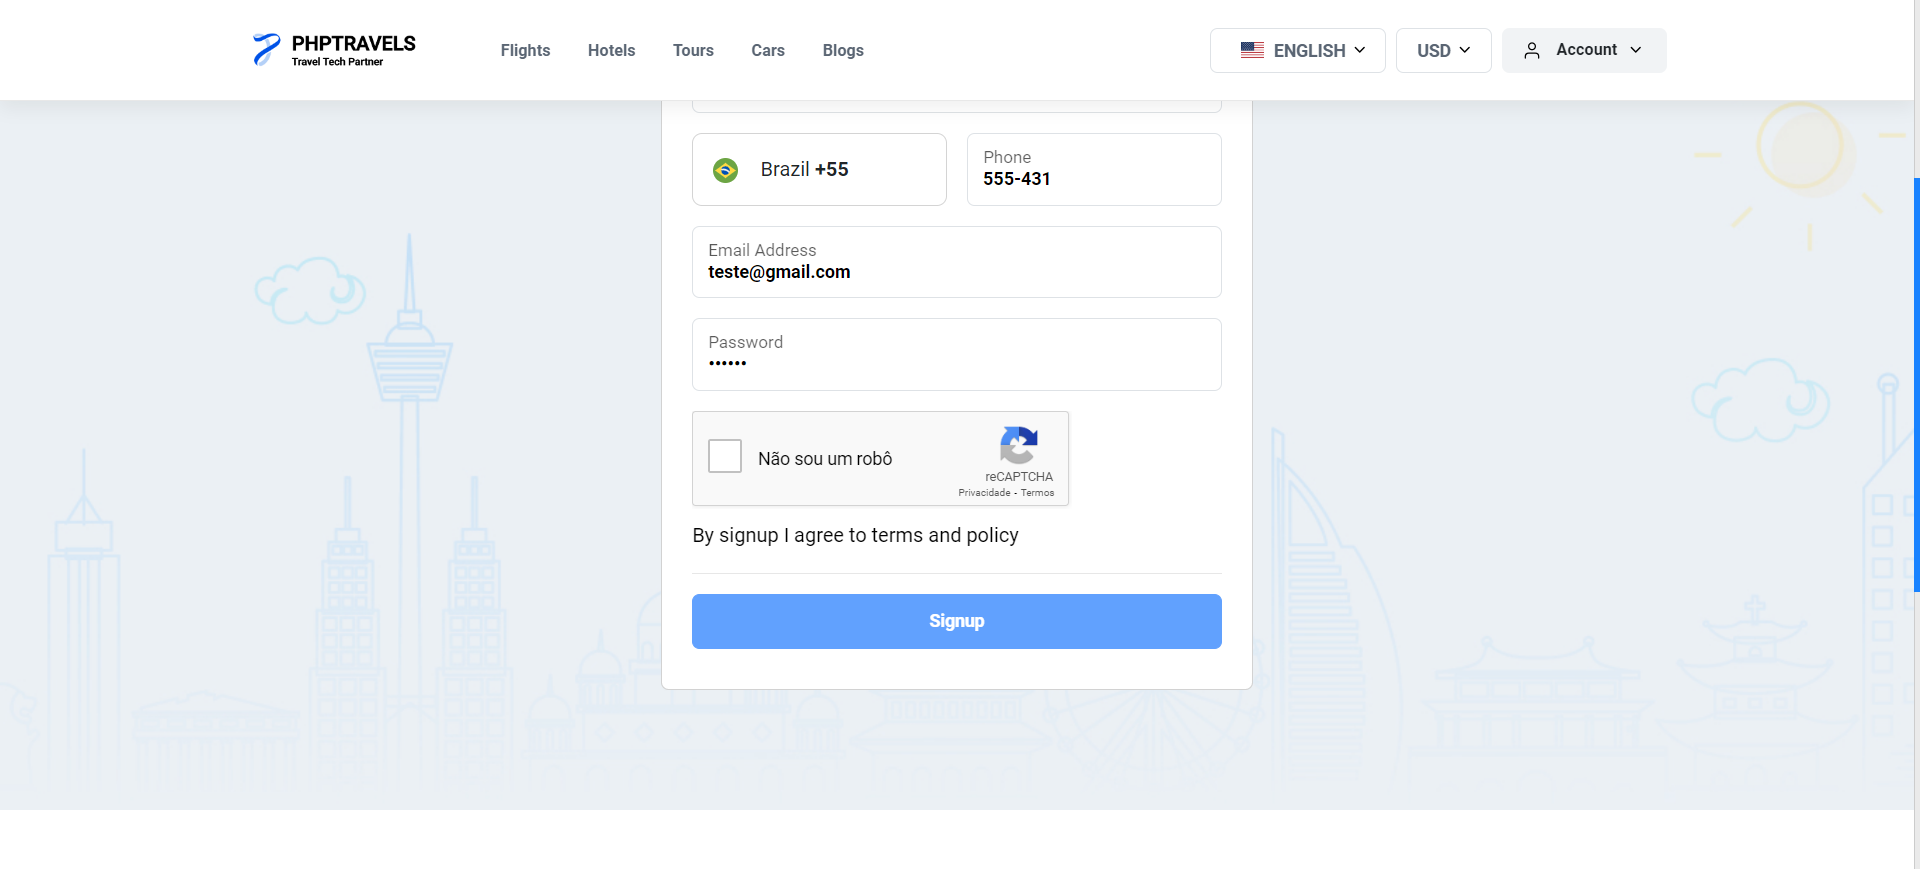 PHPTRAVELS
Travel Tech Partner
Flights
Hotels
Tours
Cars
Blogs
ENGLISH
USD
Account
Brazil +55
Phone
555-431
Email Address
teste@gmail.com
Password
••••••
Não sou um robô
reCAPTCHA
Privacidade - Termos
By signup I agree to terms and policy
Signup